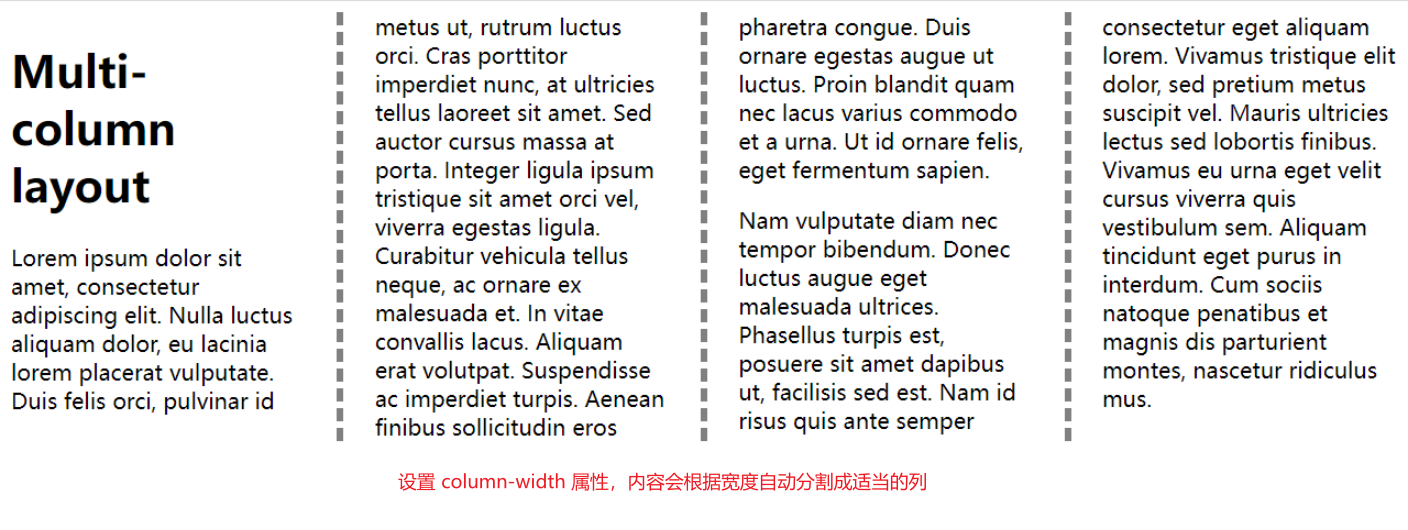 Multi-
column
layout
Lorem ipsum dolor sit
amet, consectetur
adipiscing elit. Nulla luctus
aliquam dolor, eu lacinia
lorem placerat vulputate.
Duis felis orci, pulvinar id
metus ut, rutrum luctus
orci. Cras porttitor
imperdiet nunc, at ultricies
tellus laoreet sit amet. Sed
auctor cursus massa at
porta. Integer ligula ipsum
tristique sit amet orci vel,
viverra egestas ligula.
Curabitur vehicula tellus
neque, ac ornare ex
malesuada et. In vitae
convallis lacus. Aliquam
erat volutpat. Suspendisse
ac imperdiet turpis. Aenean
finibus sollicitudin eros
pharetra congue. Duis
ornare egestas augue ut
luctus. Proin blandit quam
nec lacus varius commodo
et a urna. Ut id ornare felis,
eget fermentum sapien.
Nam vulputate diam nec
tempor bibendum. Donec
luctus augue eget
malesuada ultrices.
Phasellus turpis est,
posuere sit amet dapibus
ut, facilisis sed est. Nam id
risus quis ante semper
consectetur eget aliquam
lorem. Vivamus tristique elit
dolor, sed pretium metus
suscipit vel. Mauris ultricies
lectus sed lobortis finibus.
Vivamus eu urna eget velit
cursus viverra quis
vestibulum sem. Aliquam
tincidunt eget purus in
interdum. Cum sociis
natoque penatibus et
magnis dis parturient
montes, nascetur ridiculus
mus.
设置 column-width 属性，内容会根据宽度自动分割成适当的列